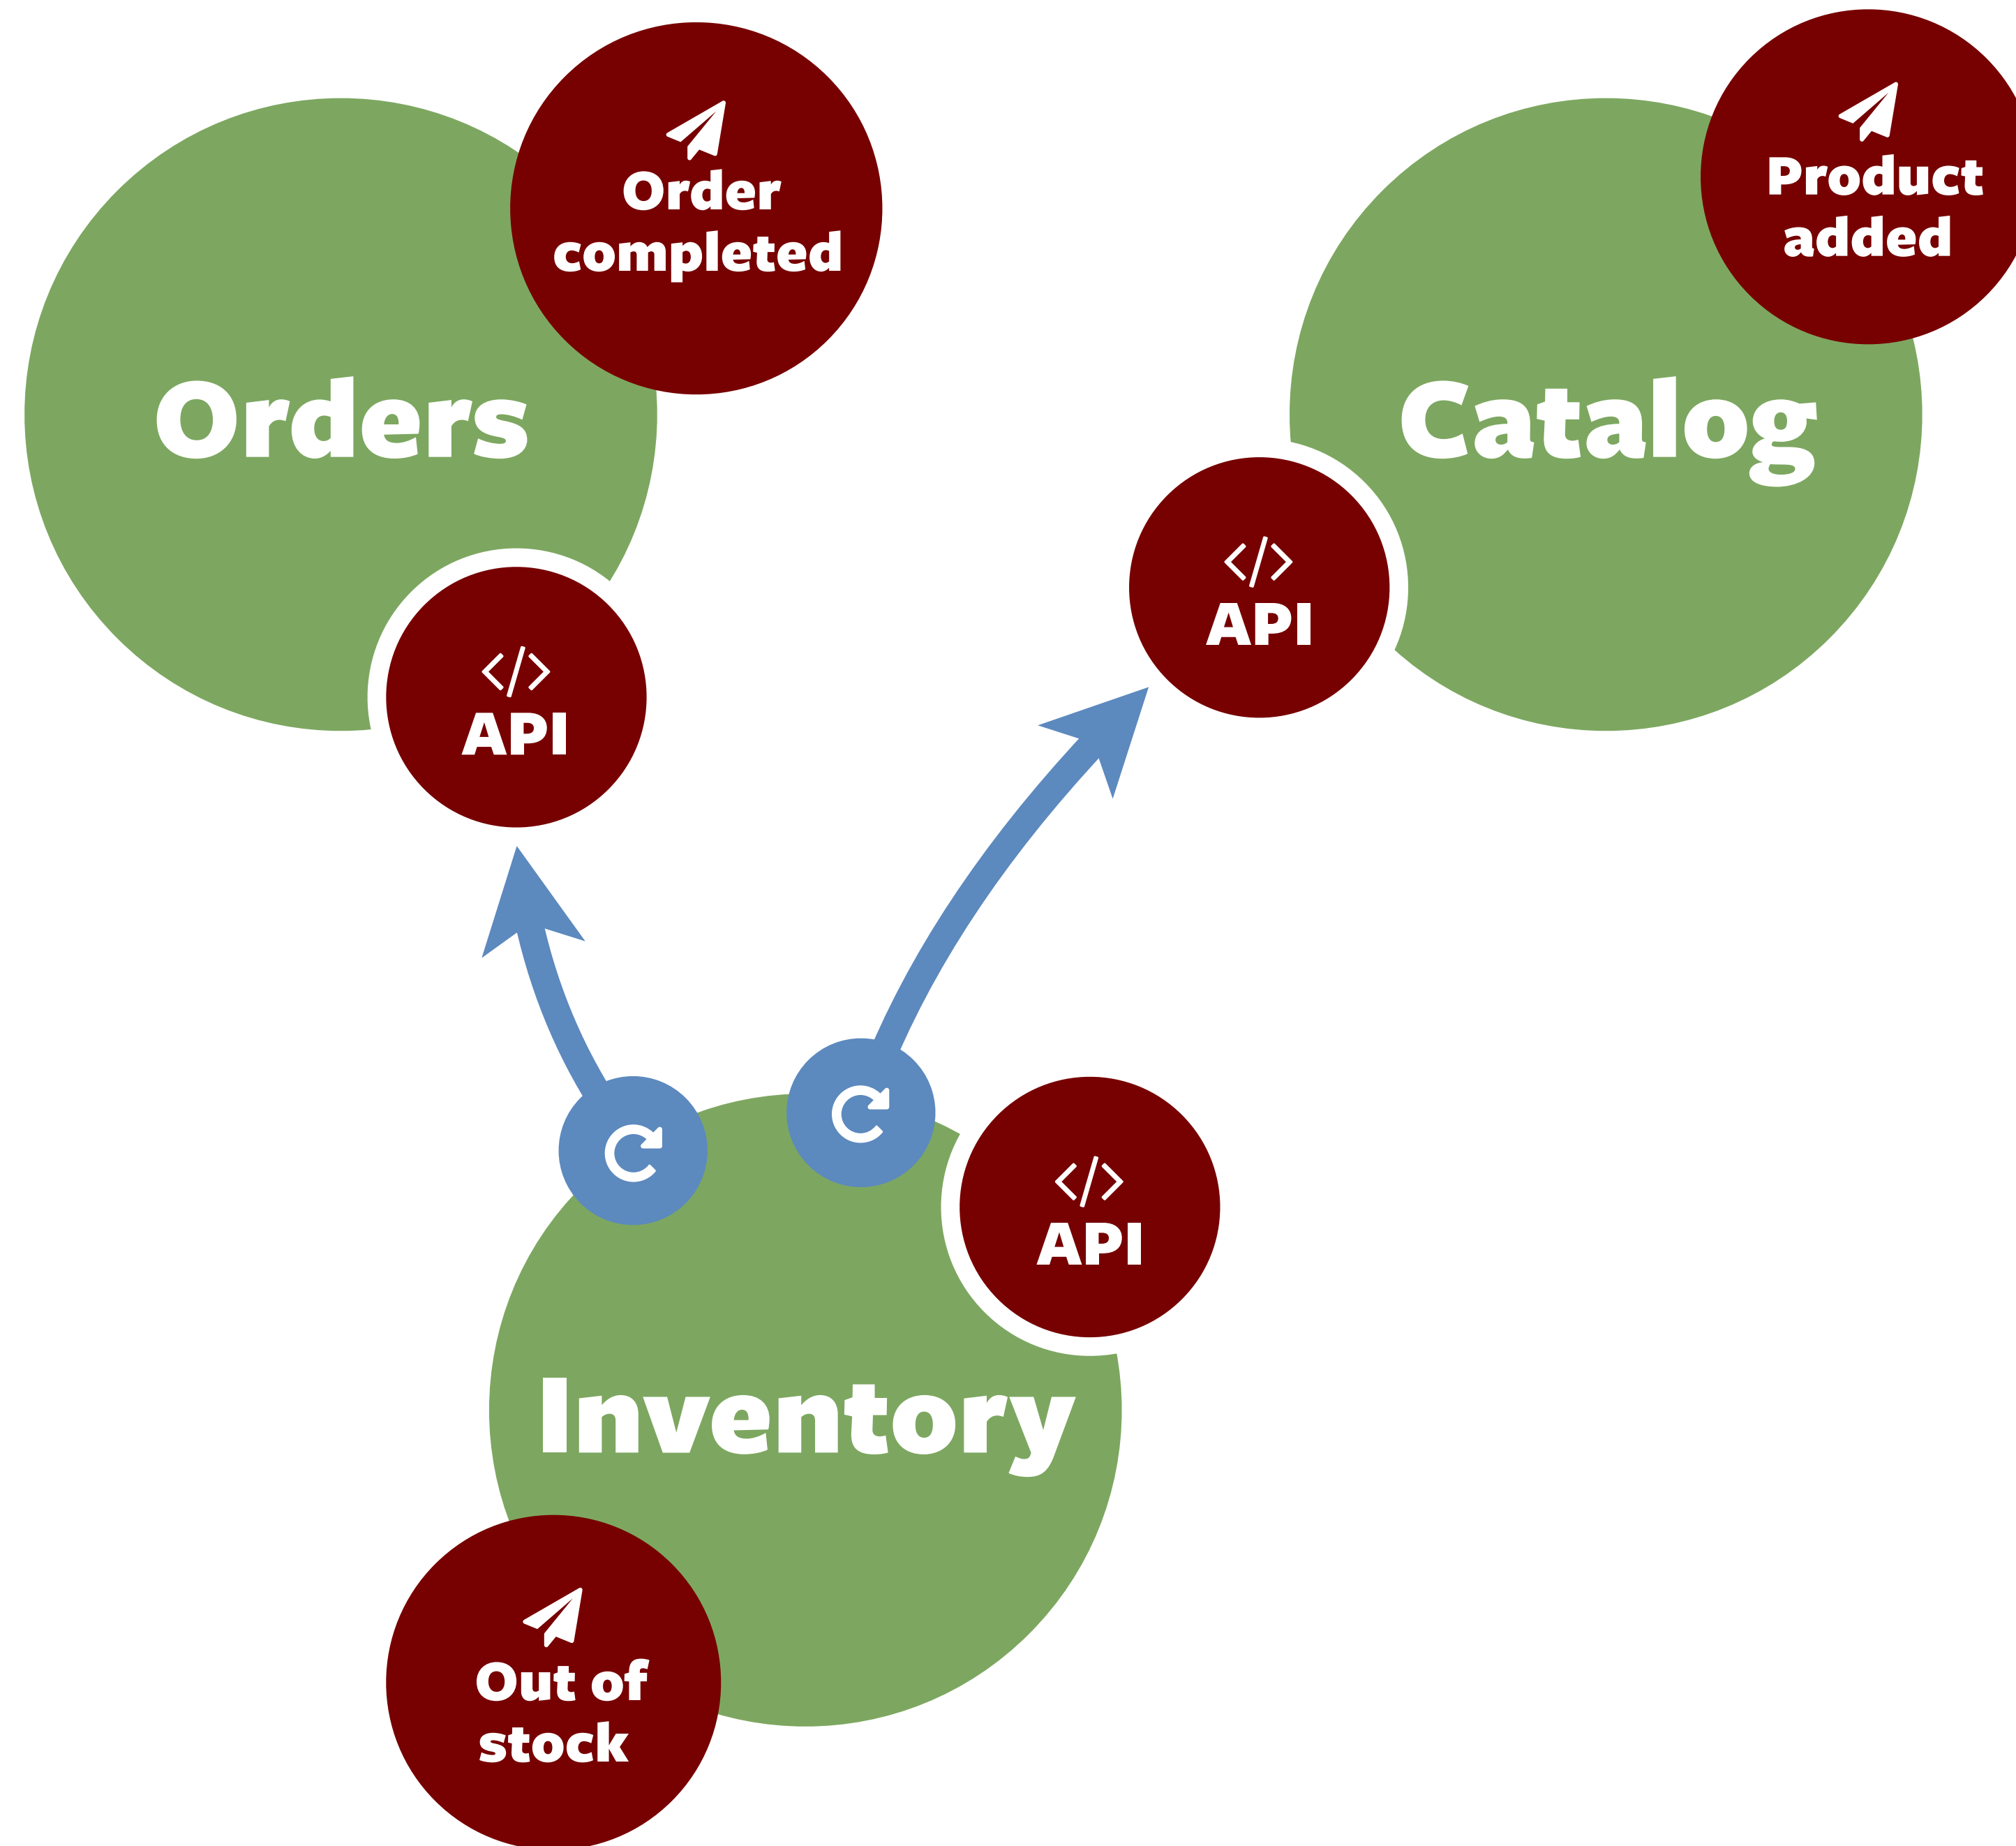 Order
completed
Product
added
Orders
Catalog
API
API
API
Inventory
Out of
stock